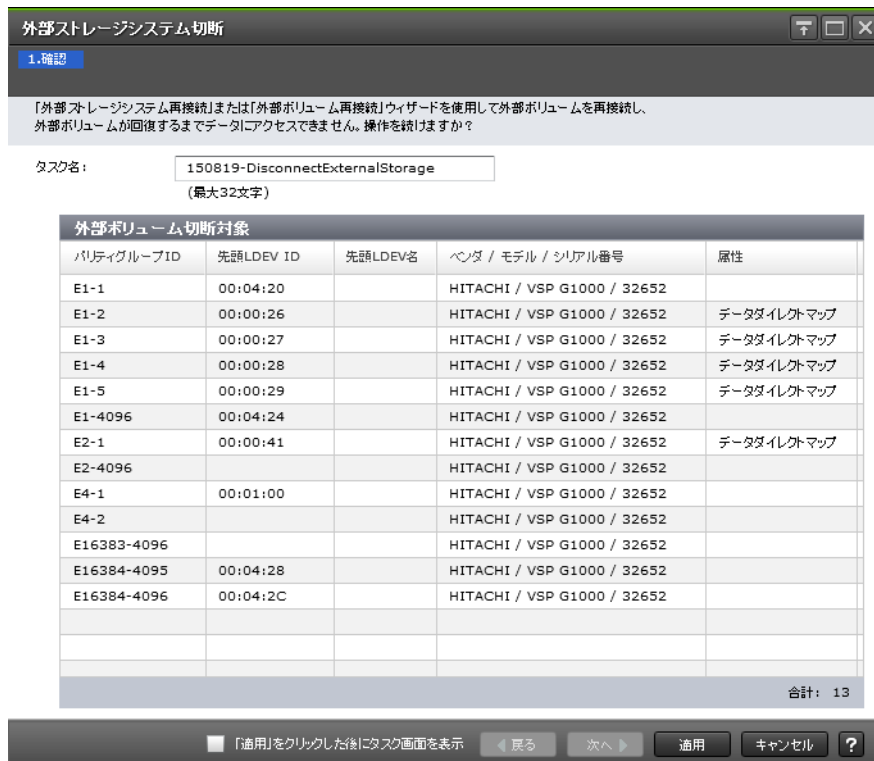 外部ストレージシステム切断
1.確認
「外部ストレージシステム再接続」または「外部ボリューム再接続」ウィザードを使用して外部ボリュームを再接続し、
外部ボリュームが回復するまでデータにアクセスできません。操作を続けますか？
タスク名： 150819-DisconnectExternalStorage
(最大32文字)
外部ボリューム切断対象
パリティグループID 先頭LDEV ID 先頭LDEV名 ベンダ / モデル / シリアル番号 属性
E1-1 00:04:20 HITACHI / VSP G1000 / 32652
E1-2 00:00:26 HITACHI / VSP G1000 / 32652 データダイレクトマップ
E1-3 00:00:27 HITACHI / VSP G1000 / 32652 データダイレクトマップ
E1-4 00:00:28 HITACHI / VSP G1000 / 32652 データダイレクトマップ
E1-5 00:00:29 HITACHI / VSP G1000 / 32652 データダイレクトマップ
E1-4096 00:04:24 HITACHI / VSP G1000 / 32652
E2-1 00:00:41 HITACHI / VSP G1000 / 32652 データダイレクトマップ
E2-4096 HITACHI / VSP G1000 / 32652
E4-1 00:01:00 HITACHI / VSP G1000 / 32652
E4-2 HITACHI / VSP G1000 / 32652
E16383-4096 HITACHI / VSP G1000 / 32652
E16384-4095 00:04:28 HITACHI / VSP G1000 / 32652
E16384-4096 00:04:2C HITACHI / VSP G1000 / 32652
合計： 13
「適用」をクリックした後にタスク画面を表示 戻る 次へ 適用 キャンセル ?